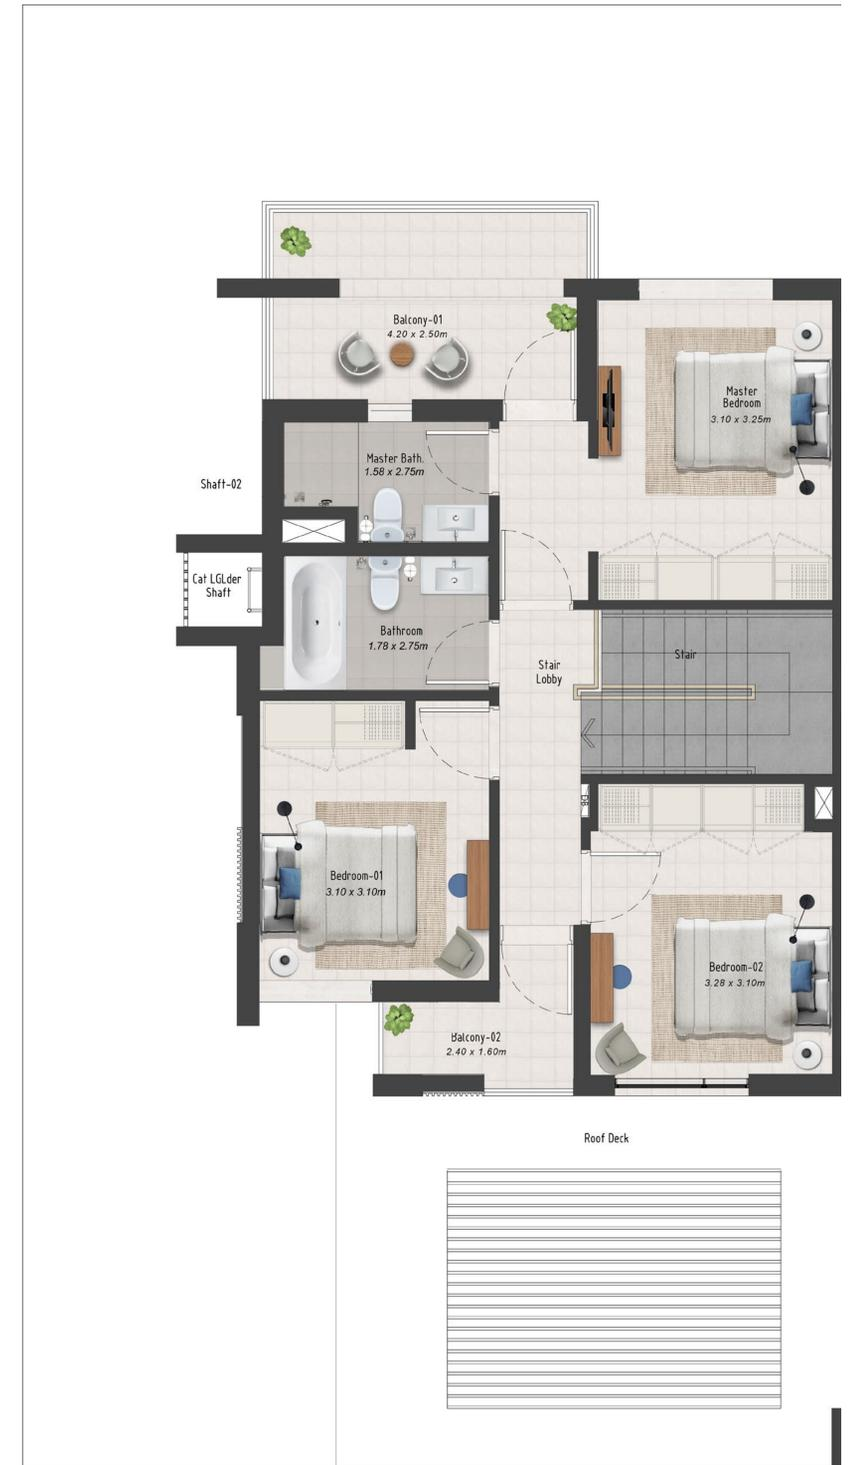 Balcony-01
4.20 x 2.50m
Master
Bedroom
3.10 x 3.25m
Master Bath.
1.58 x 2.75m
Shaft-02
Cat LGLder
Shaft
Bathroom
1.78 x 2.75m
Stair
Stair
Lobby
DB
Bedroom-01
3.10 x 3.10m
Bedroom-02
3.28 x 3.10m
Balcony-02
2.40 x 1.60m
Roof Deck